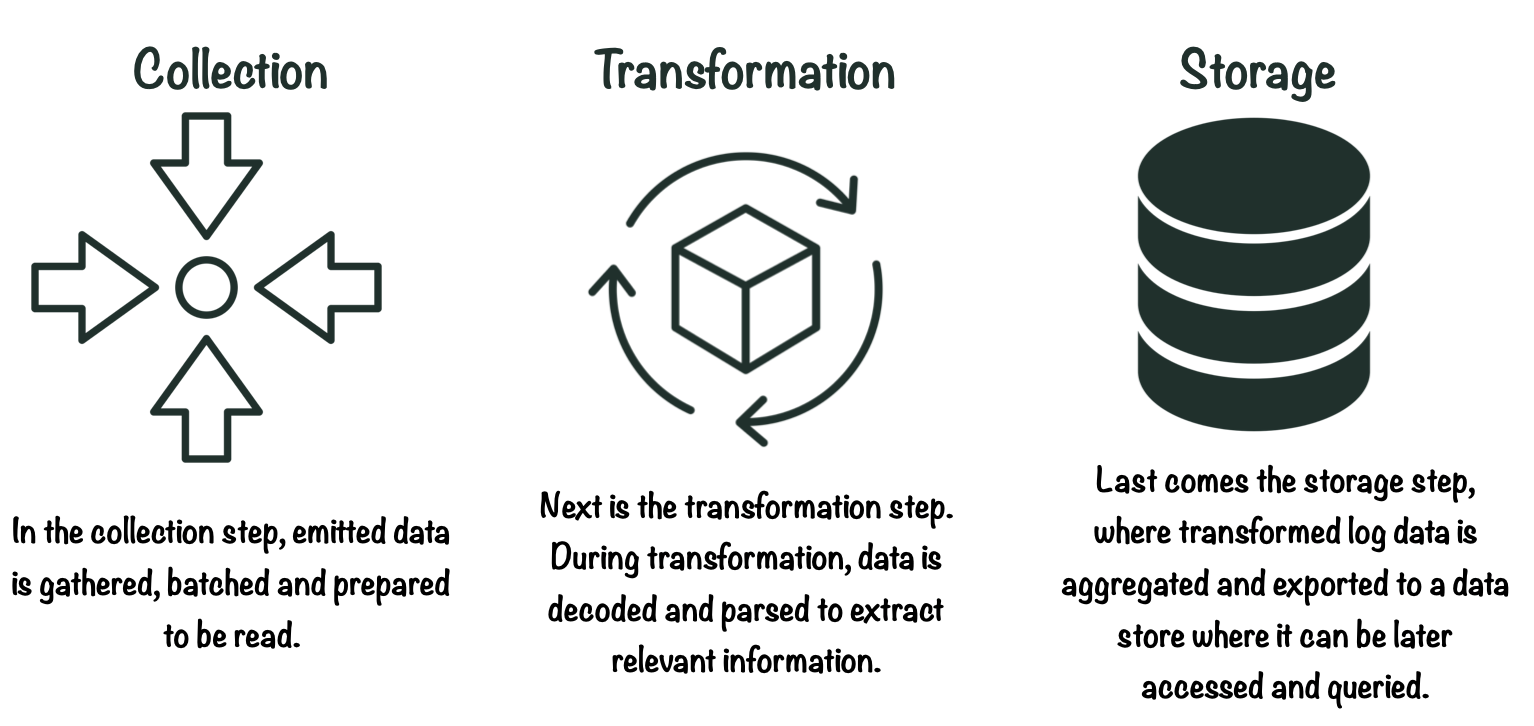 Collection
In the collection step, emitted data
is gathered, batched and prepared
to be read.
Transformation
Next is the transformation step.
During transformation, data is
decoded and parsed to extract
relevant information.
Storage
Last comes the storage step,
where transformed log data is
aggregated and exported to a data
store where it can be later
accessed and queried.